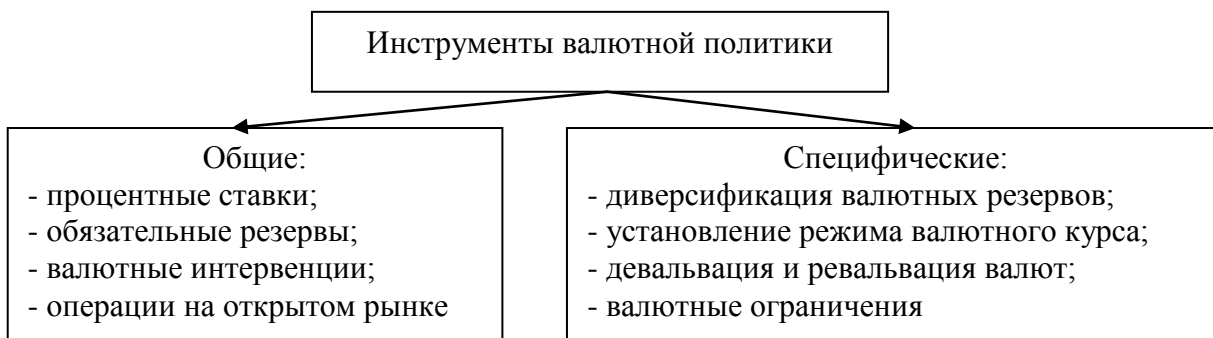 Инструменты валютной политики
Общие:
- процентные ставки;
- обязательные резервы;
- валютные интервенции;
- операции на открытом рынке
Специфические:
- диверсификация валютных резервов;
- установление режима валютного курса;
- девальвация и ревальвация валют;
- валютные ограничения